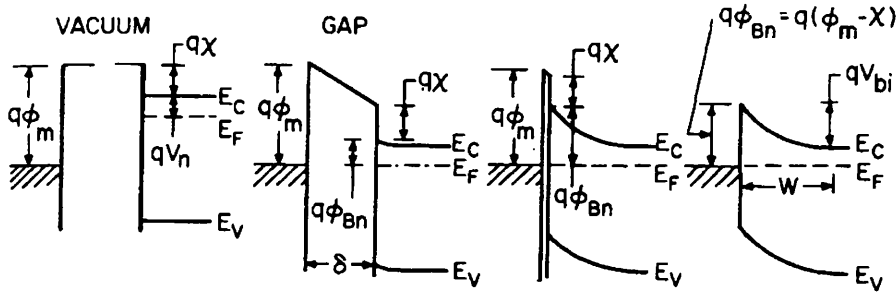 VACUUM
qχ
qϕm
EC
EF
qVn
EV
GAP
qχ
qϕm
EC
EF
qϕBn
δ
EV
qχ
qϕm
EC
EF
qϕBn
EV
qϕBn = q(ϕm-χ)
qVbi
EC
EF
W
EV